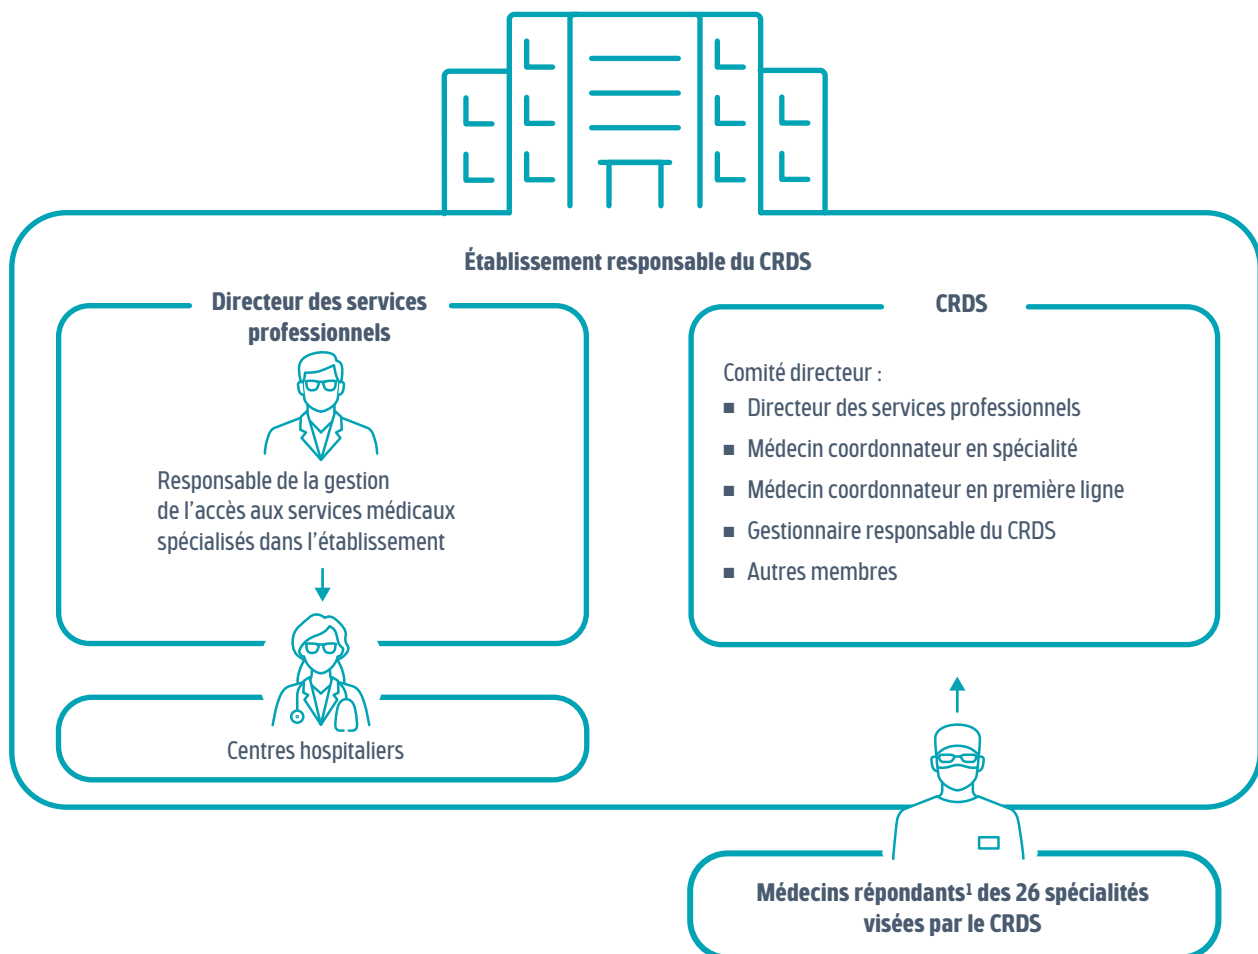 Établissement responsable du CRDS
Directeur des services
professionnels
Responsable de la gestion
de l'accès aux services médicaux
spécialisés dans l'établissement
Centres hospitaliers
CRDS
Comité directeur :
■ Directeur des services professionnels
■ Médecin coordonnateur en spécialité
■ Médecin coordonnateur en première ligne
■ Gestionnaire responsable du CRDS
■ Autres membres
Médecins répondants¹ des 26 spécialités
visées par le CRDS